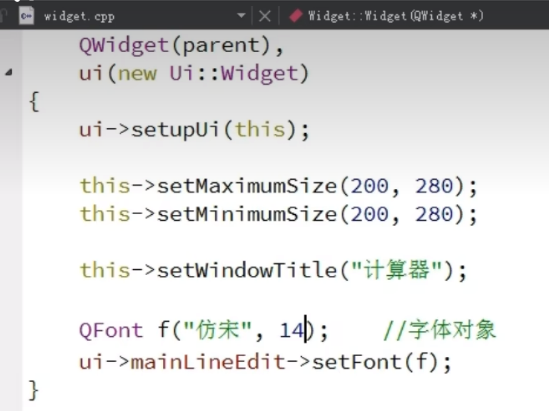 widget.cpp Widget::Widget(QWidget *)
QWidget(parent),
ui(new Ui::Widget)
{
ui->setupUi(this);
this->setMaximumSize(200, 280);
this->setMinimumSize(200, 280);
this->setWindowTitle("计算器");
QFont f("仿宋", 14); //字体对象
ui->mainLineEdit->setFont(f);
}